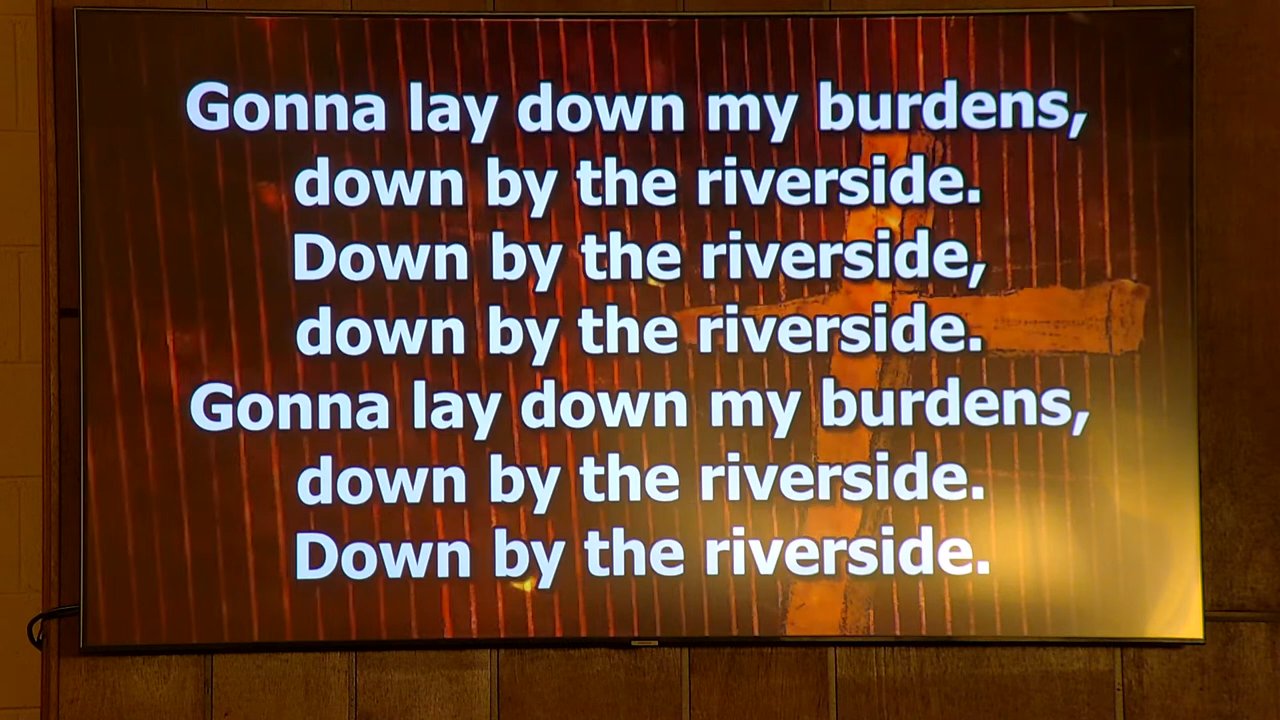 Gonna lay down my burdens,
down by the riverside.
Down by the riverside,
down by the riverside.
Gonna lay down my burdens,
down by the riverside.
Down by the riverside.